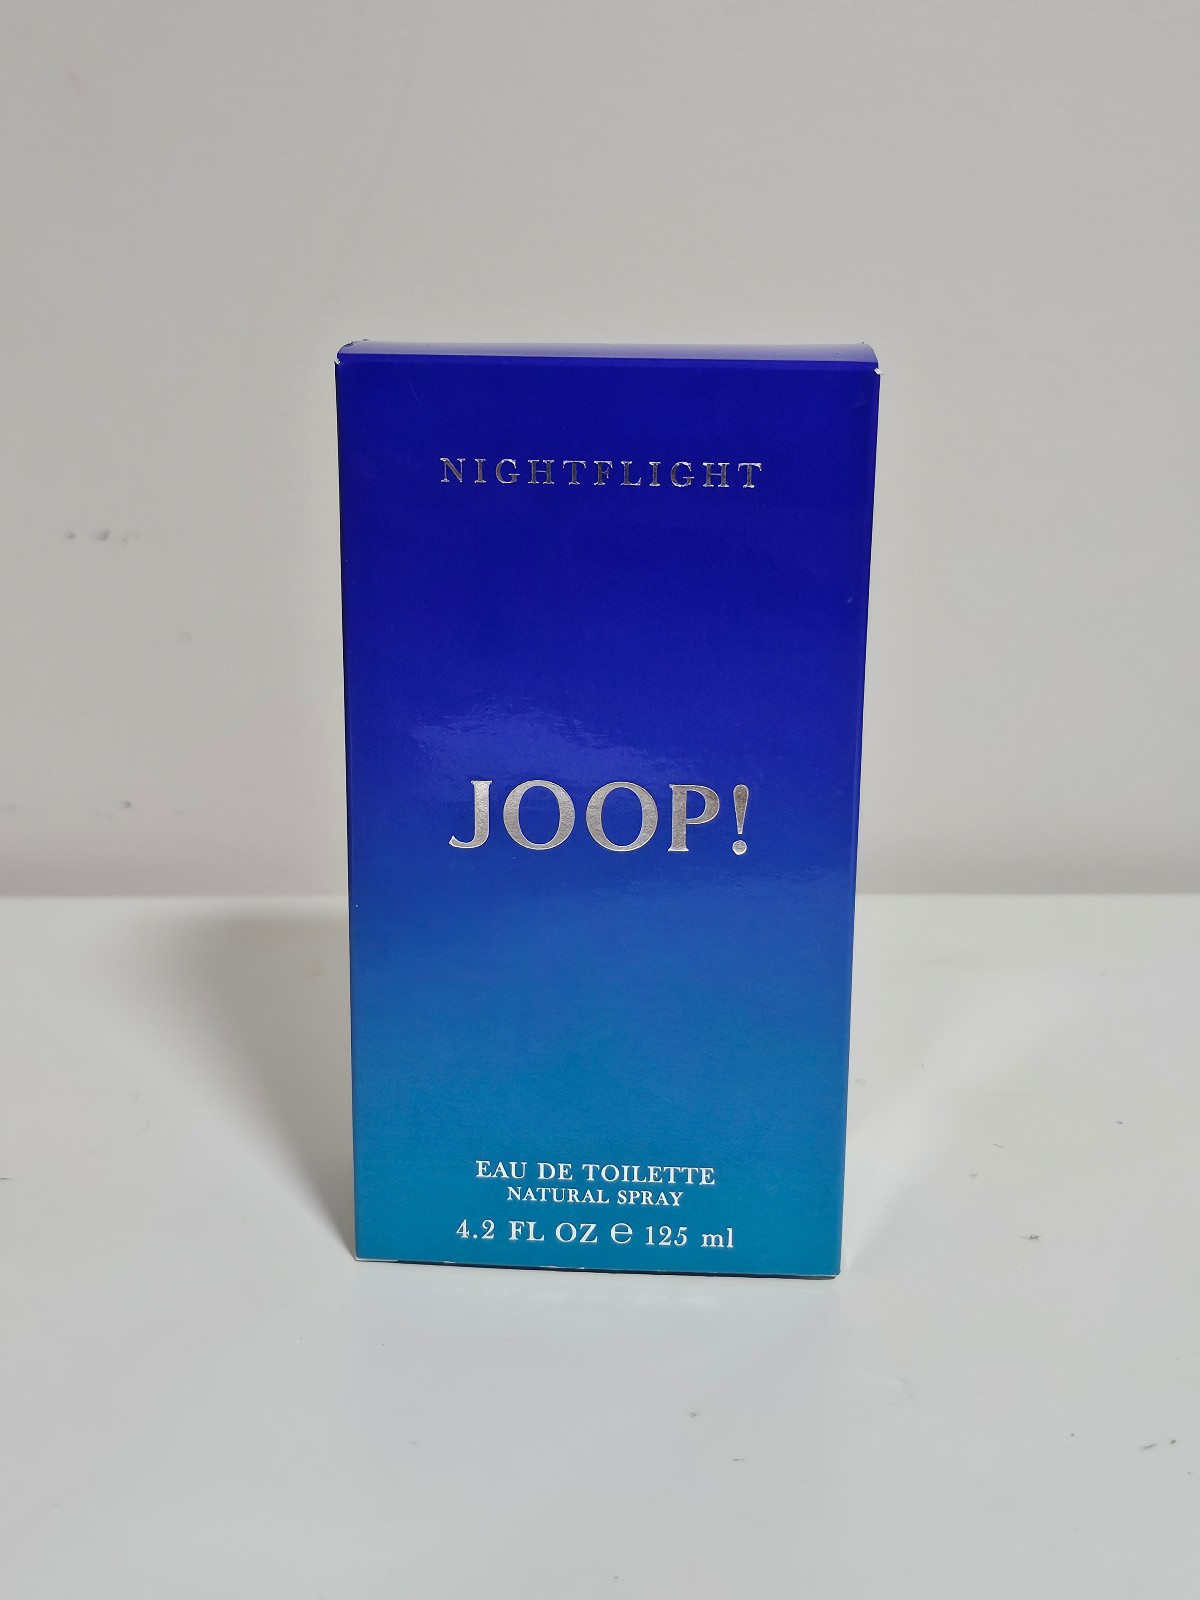 NIGHTFLIGHT
JOOP!
EAU DE TOILETTE
NATURAL SPRAY
4.2 FL OZ ℮ 125 ml